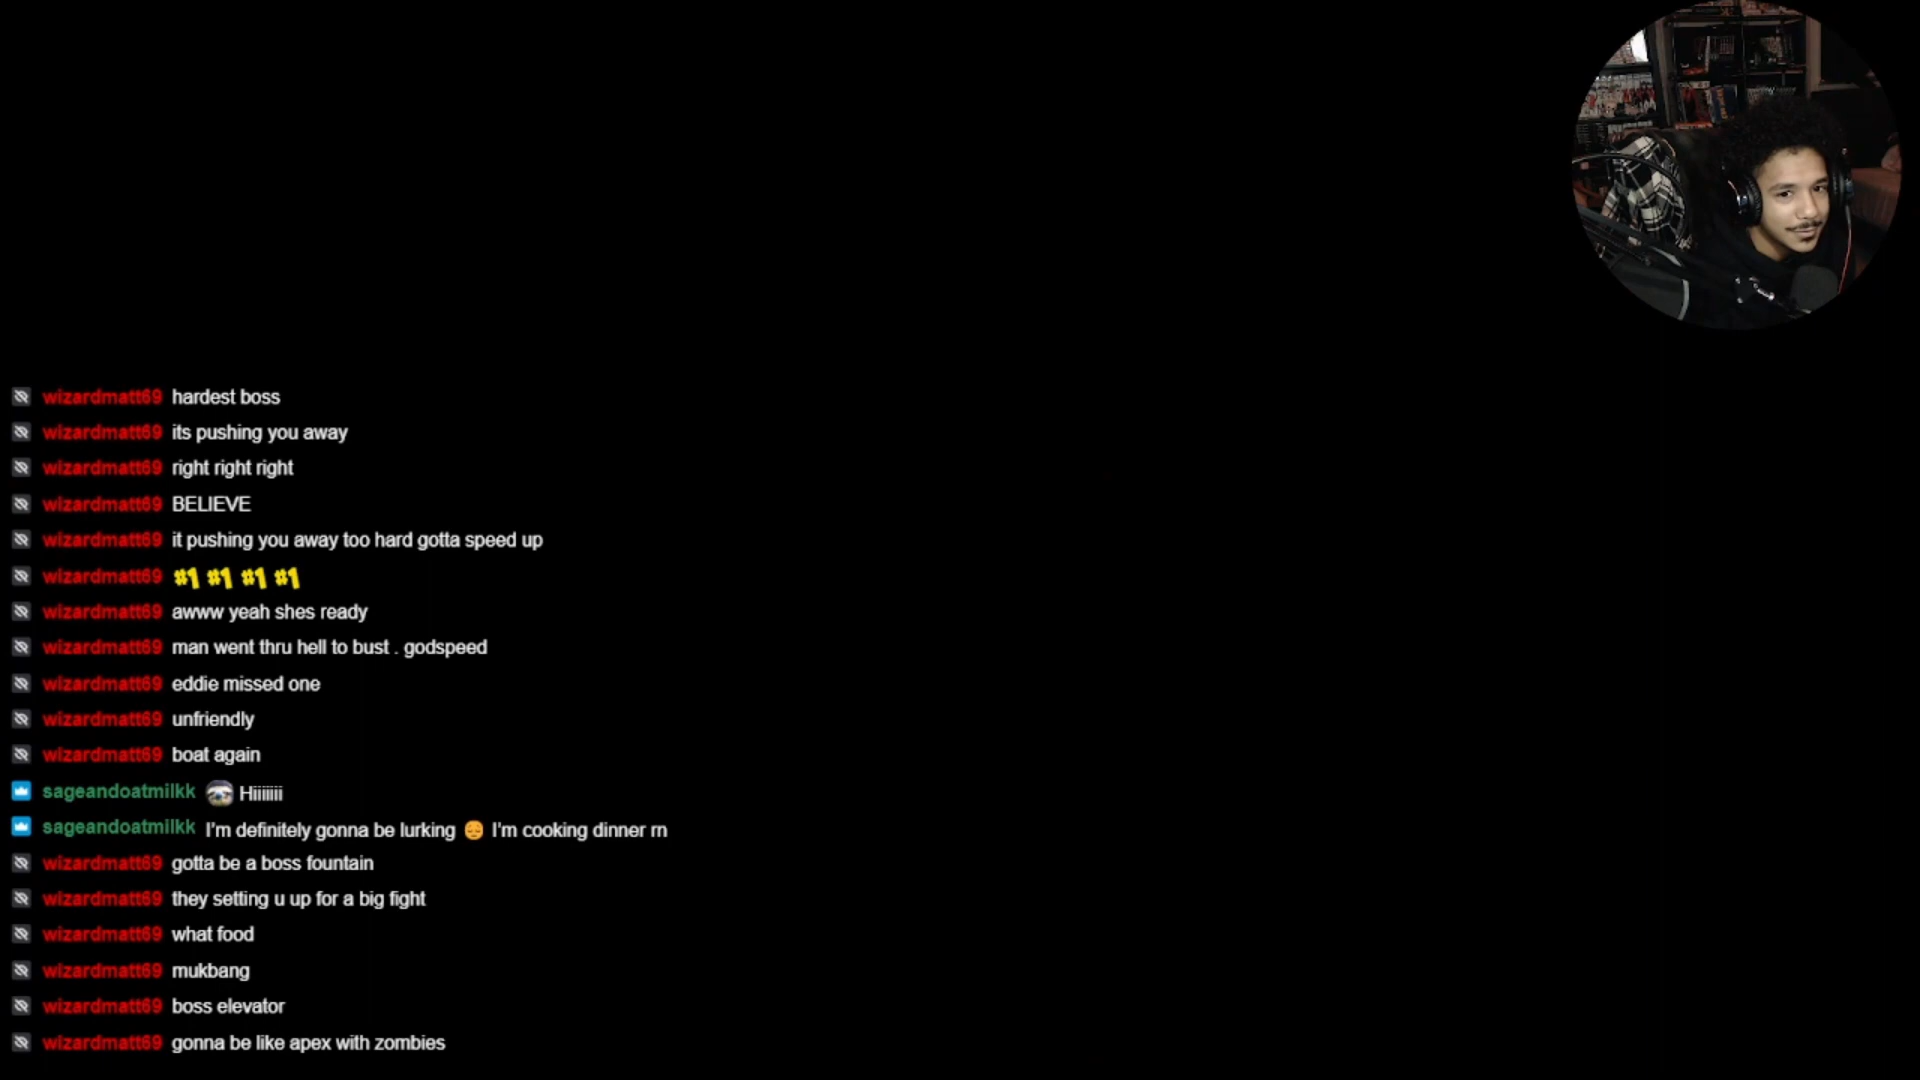 wizardmatt69 hardest boss
wizardmatt69 its pushing you away
wizardmatt69 right right right
wizardmatt69 BELIEVE
wizardmatt69 it pushing you away too hard gotta speed up
wizardmatt69 #1 #1 #1 #1
wizardmatt69 awww yeah shes ready
wizardmatt69 man went thru hell to bust . godspeed
wizardmatt69 eddie missed one
wizardmatt69 unfriendly
wizardmatt69 boat again
sageandoatmilkk Hiiiiiii
sageandoatmilkk I'm definitely gonna be lurking 😔 I'm cooking dinner rn
wizardmatt69 gotta be a boss fountain
wizardmatt69 they setting u up for a big fight
wizardmatt69 what food
wizardmatt69 mukbang
wizardmatt69 boss elevator
wizardmatt69 gonna be like apex with zombies